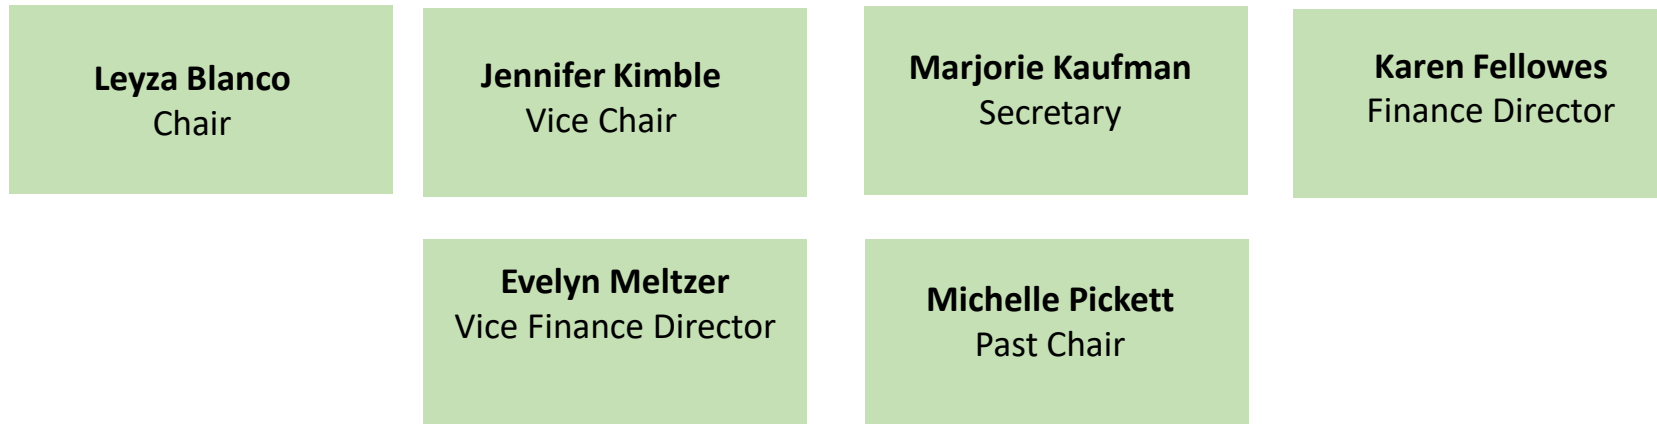 Leyza Blanco
Chair
Jennifer Kimble
Vice Chair
Marjorie Kaufman
Secretary
Karen Fellowes
Finance Director
Evelyn Meltzer
Vice Finance Director
Michelle Pickett
Past Chair